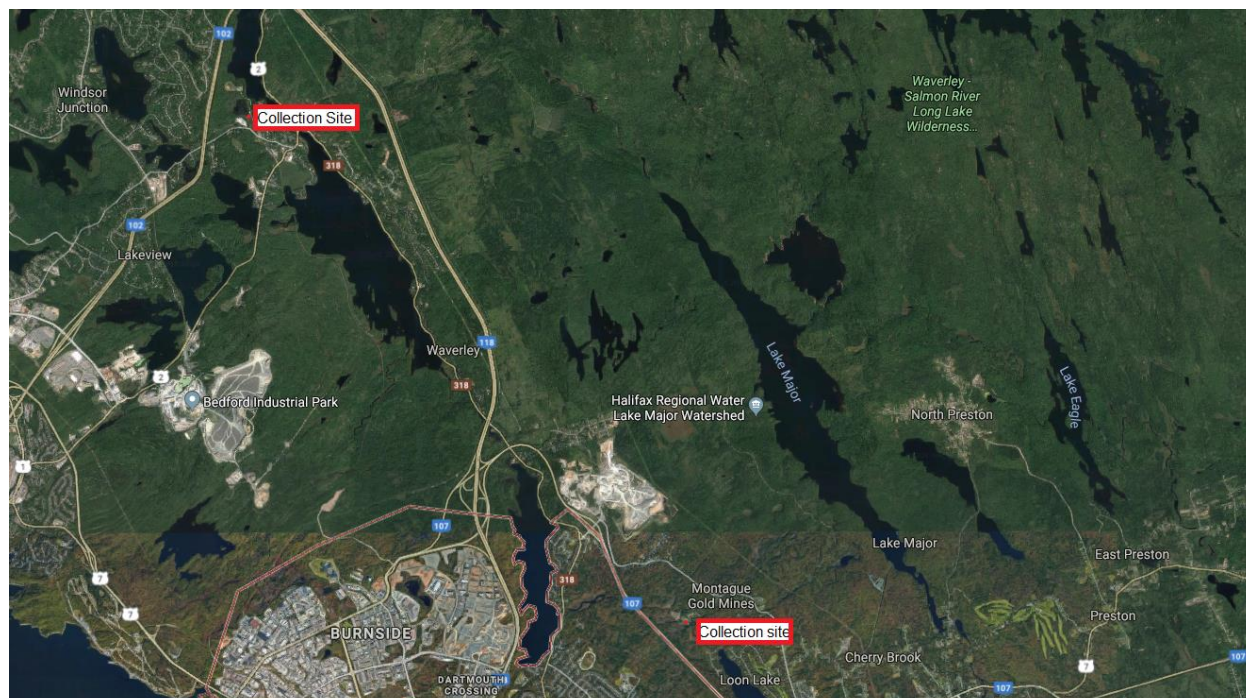 102
2
Windsor
Junction
Collection Site
Waverley -
Salmon River
Long Lake
Wilderness...
318
102
Lakeview
118
Waverley
2
318
Lake Major
Lake Eagle
Bedford Industrial Park
Halifax Regional Water
Lake Major Watershed
North Preston
1
107
7
Lake Major
East Preston
318
Montague
Gold Mines
107
7
Preston
BURNSIDE
Collection site
Cherry Brook
107
7
DARTMOUTH
CROSSING
Loon Lake
107